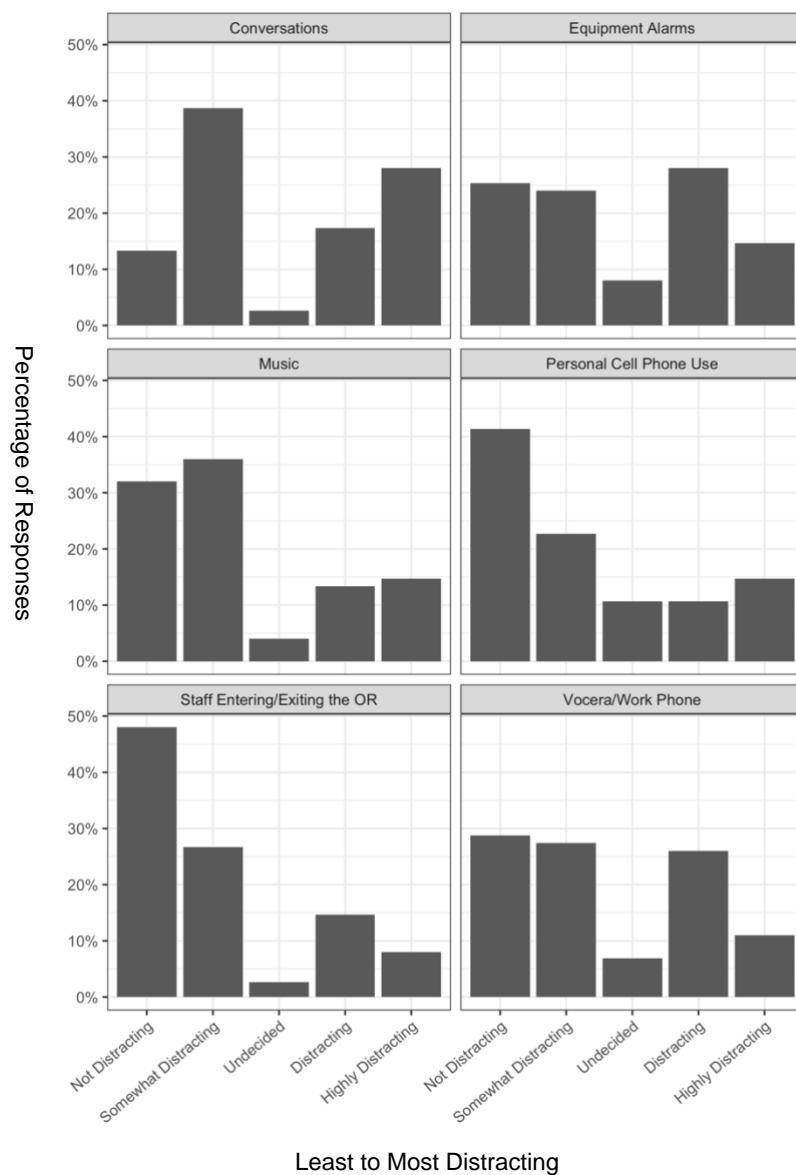 Conversations
Equipment Alarms
50%
40%
30%
20%
10%
0%
Music
Personal Cell Phone Use
50%
40%
30%
20%
10%
0%
Staff Entering/Exiting the OR
Vocera/Work Phone
50%
40%
30%
20%
10%
0%
Percentage of Responses
Not Distracting
Somewhat Distracting
Undecided
Distracting
Highly Distracting
Not Distracting
Somewhat Distracting
Undecided
Distracting
Highly Distracting
Least to Most Distracting